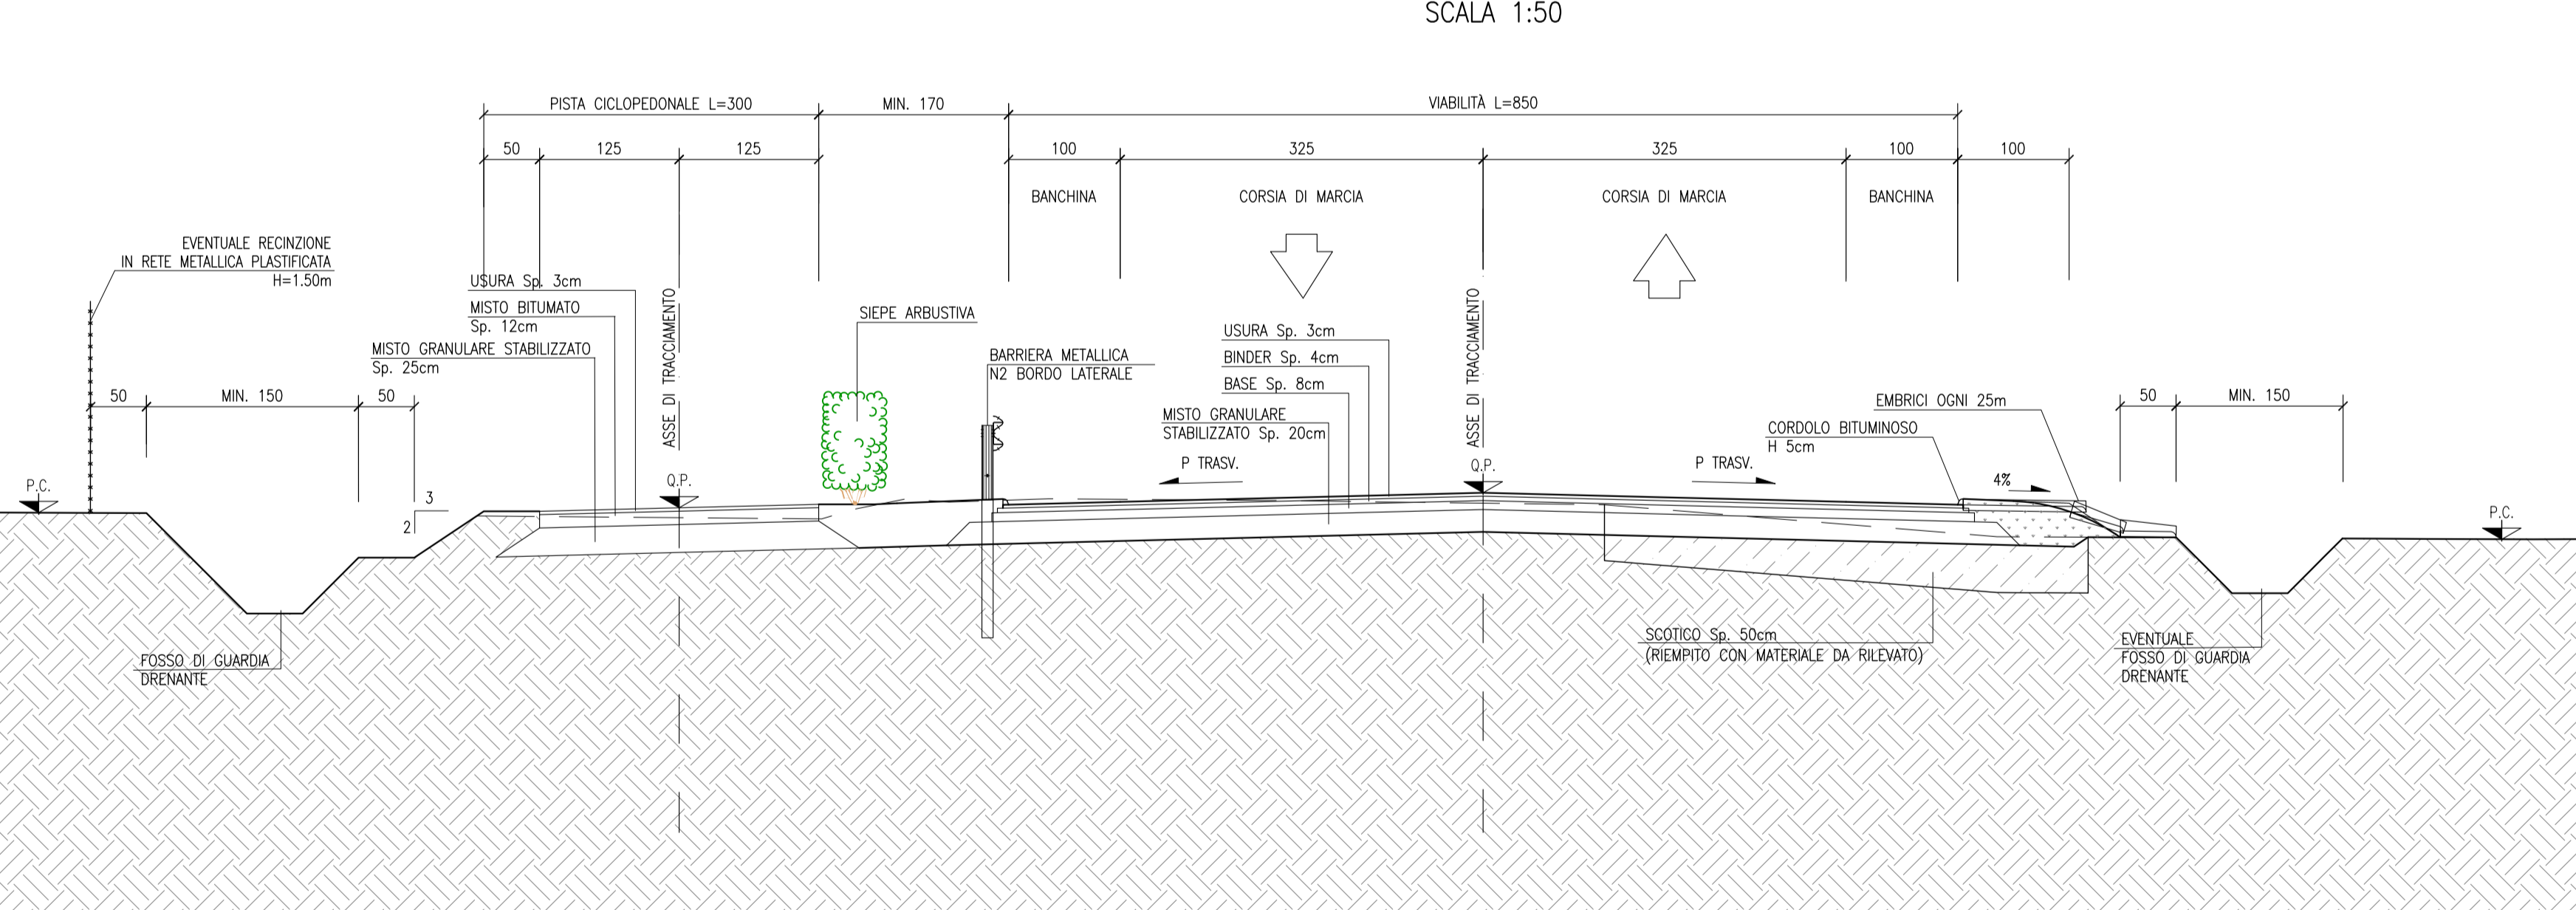 SCALA 1:50
PISTA CICLOPEDONALE L=300
MIN. 170
VIABILITÀ L=850
50
125
125
100
325
325
100
100
BANCHINA
CORSIA DI MARCIA
CORSIA DI MARCIA
BANCHINA
EVENTUALE RECINZIONE
IN RETE METALLICA PLASTIFICATA
H=1.50m
USURA Sp. 3cm
MISTO BITUMATO
Sp. 12cm
MISTO GRANULARE STABILIZZATO
Sp. 25cm
ASSE DI TRACCIAMENTO
SIEPE ARBUSTIVA
BARRIERA METALLICA
N2 BORDO LATERALE
USURA Sp. 3cm
BINDER Sp. 4cm
BASE Sp. 8cm
MISTO GRANULARE
STABILIZZATO Sp. 20cm
ASSE DI TRACCIAMENTO
EMBRICI OGNI 25m
CORDOLO BITUMINOSO
H 5cm
50
MIN. 150
50
50
MIN. 150
P TRASV.
P TRASV.
4%
P.C.
3
2
Q.P.
Q.P.
P.C.
FOSSO DI GUARDIA
DRENANTE
SCOTICO Sp. 50cm
(RIEMPITO CON MATERIALE DA RILEVATO)
EVENTUALE
FOSSO DI GUARDIA
DRENANTE